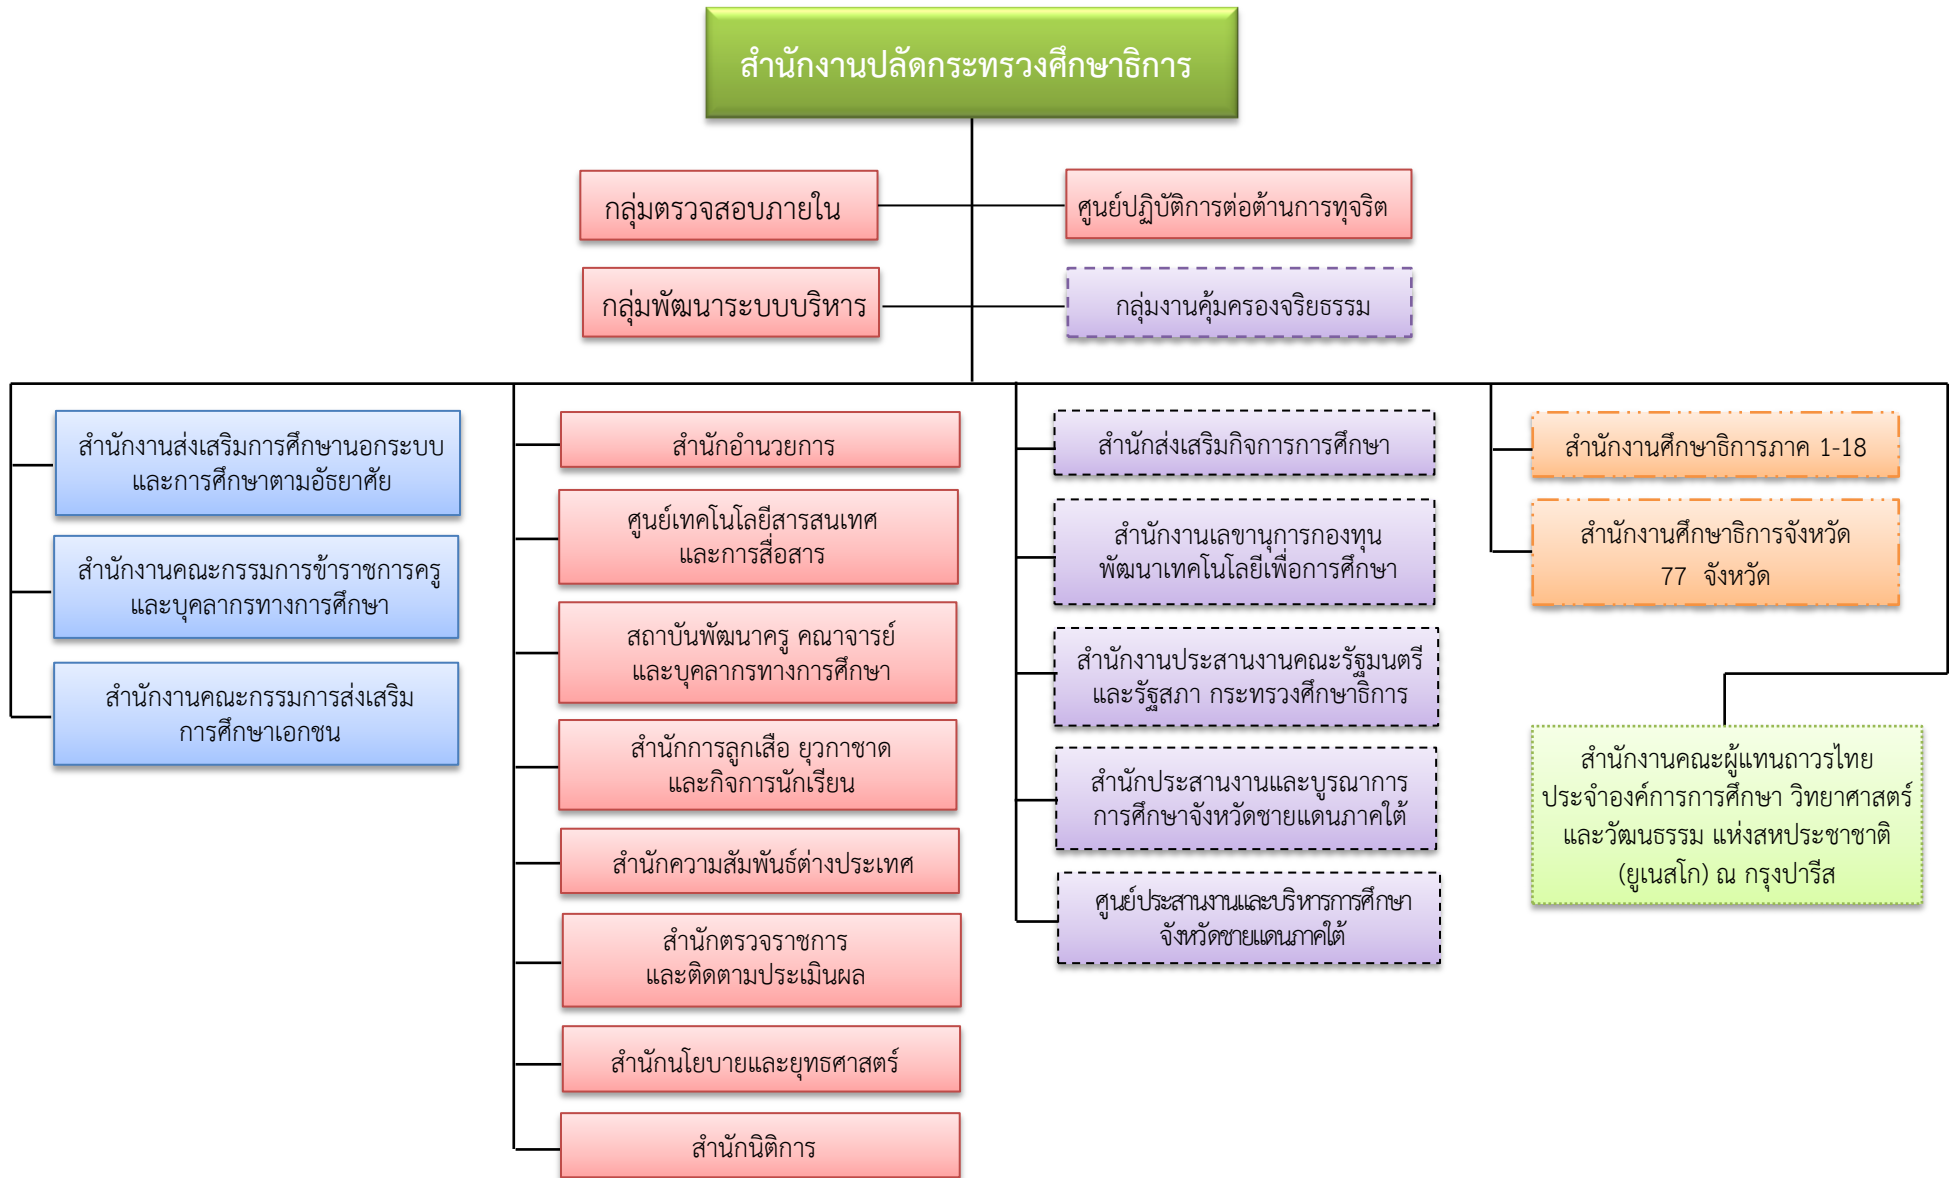 สำนักงานปลัดกระทรวงศึกษาธิการ
กลุ่มตรวจสอบภายใน
ศูนย์ปฏิบัติการต่อต้านการทุจริต
กลุ่มพัฒนาระบบบริหาร
กลุ่มงานคุ้มครองจริยธรรม
สำนักงานส่งเสริมการศึกษานอกระบบ
และการศึกษาตามอัธยาศัย
สำนักงานคณะกรรมการข้าราชการครู
และบุคลากรทางการศึกษา
สำนักงานคณะกรรมการส่งเสริม
การศึกษาเอกชน
สำนักอำนวยการ
ศูนย์เทคโนโลยีสารสนเทศ
และการสื่อสาร
สถาบันพัฒนาครู คณาจารย์
และบุคลากรทางการศึกษา
สำนักการลูกเสือ ยุวกาชาด
และกิจการนักเรียน
สำนักความสัมพันธ์ต่างประเทศ
สำนักตรวจราชการ
และติดตามประเมินผล
สำนักนโยบายและยุทธศาสตร์
สำนักนิติการ
สำนักส่งเสริมกิจการการศึกษา
สำนักงานเลขานุการกองทุน
พัฒนาเทคโนโลยีเพื่อการศึกษา
สำนักงานประสานงานคณะรัฐมนตรี
และรัฐสภา กระทรวงศึกษาธิการ
สำนักประสานงานและบูรณาการ
การศึกษาจังหวัดชายแดนภาคใต้
ศูนย์ประสานงานและบริหารการศึกษา
จังหวัดชายแดนภาคใต้
สำนักงานศึกษาธิการภาค 1-18
สำนักงานศึกษาธิการจังหวัด
77 จังหวัด
สำนักงานคณะผู้แทนถาวรไทย
ประจำองค์การการศึกษา วิทยาศาสตร์
และวัฒนธรรม แห่งสหประชาชาติ
(ยูเนสโก) ณ กรุงปารีส